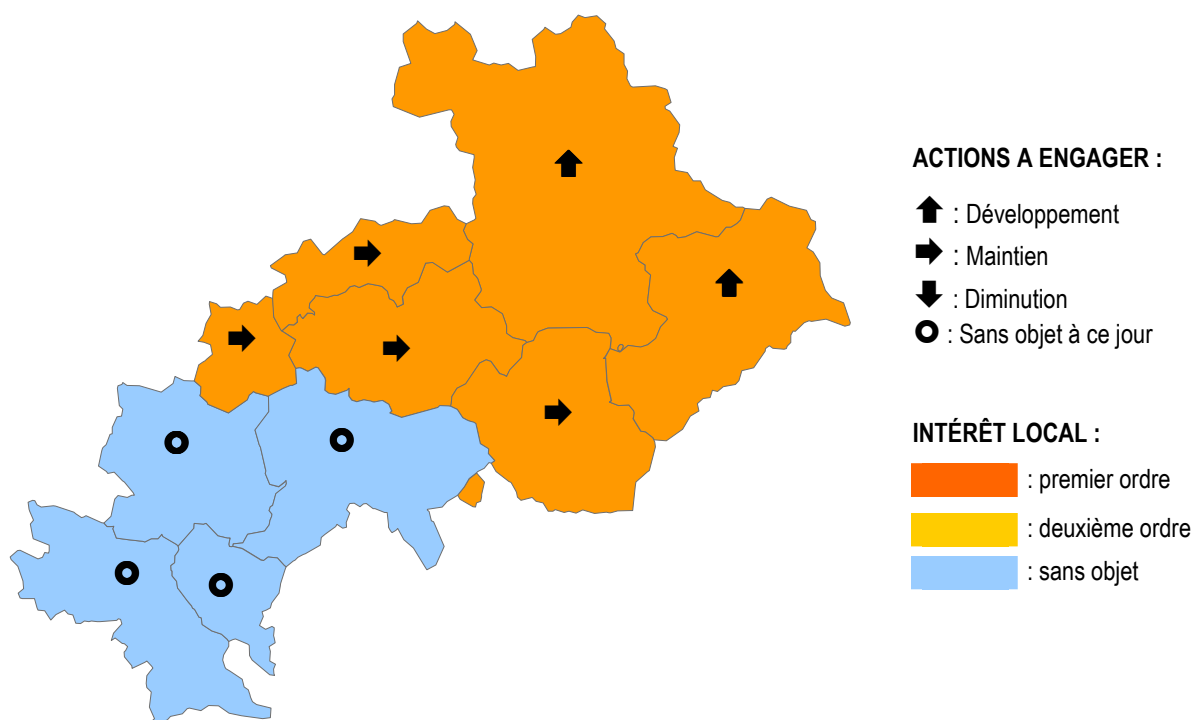 ACTIONS A ENGAGER :
: Développement
: Maintien
: Diminution
: Sans objet à ce jour
INTÉRÊT LOCAL :
: premier ordre
: deuxième ordre
: sans objet